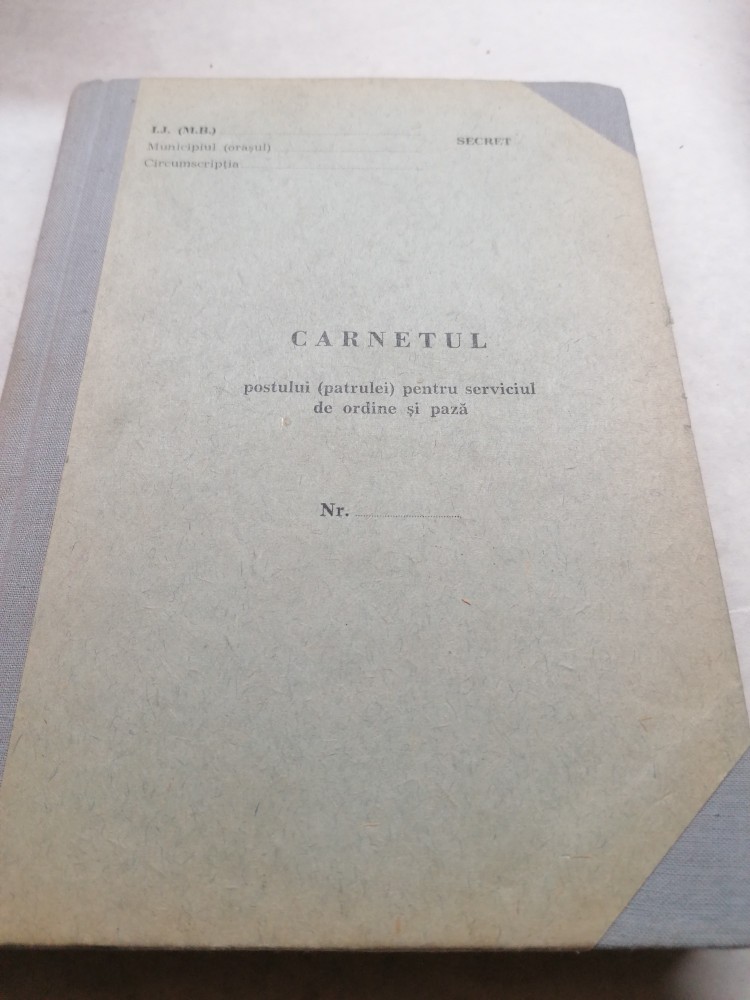 I.J. (M.B.)
Municipiul (orașul)
SECRET
Circumscripția
CARNETUL
postului (patrulei) pentru serviciul
de ordine și pază
Nr.